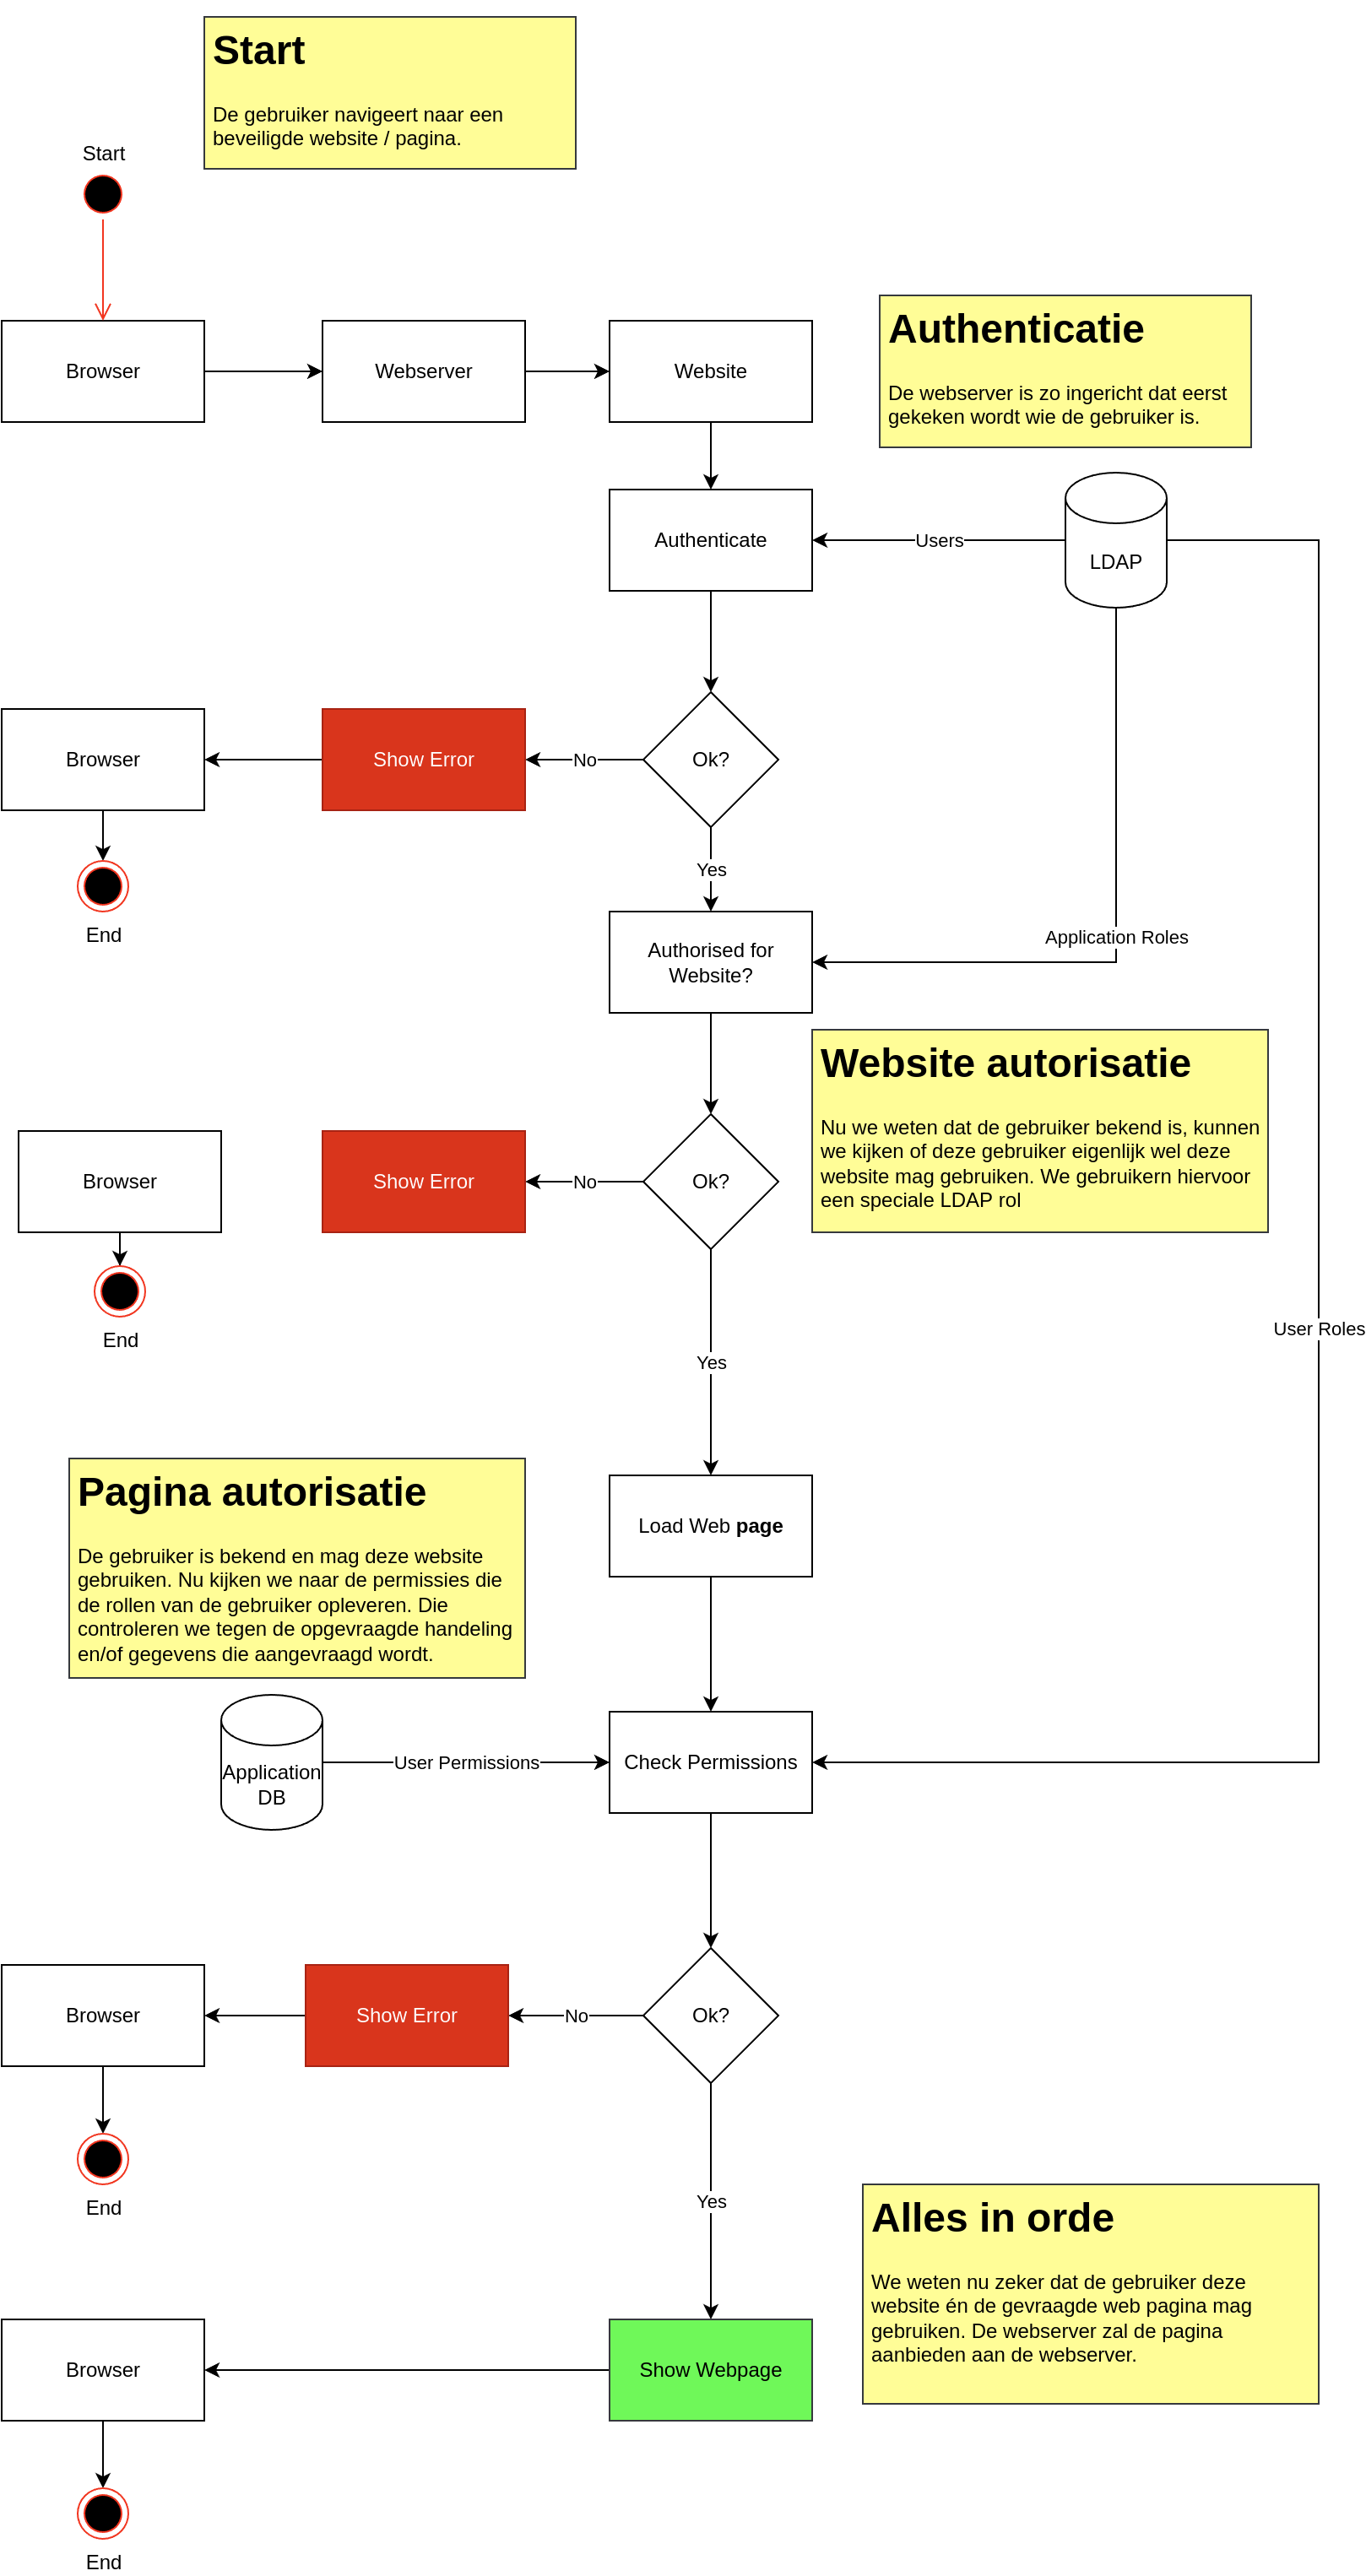 Start
De gebruiker navigeert naar een
beveiligde website / pagina.
Start
Browser
Webserver
Website
Authenticatie
De webserver is zo ingericht dat eerst
gekeken wordt wie de gebruiker is.
Authenticate
Users
LDAP
Browser
Show Error
No
Ok?
Yes
End
Authorised for
Website?
Application Roles
Website autorisatie
Nu we weten dat de gebruiker bekend is, kunnen
we kijken of deze gebruiker eigenlijk wel deze
website mag gebruiken. We gebruikern hiervoor
een speciale LDAP rol
Browser
Show Error
No
Ok?
End
User Roles
Yes
Pagina autorisatie
De gebruiker is bekend en mag deze website
gebruiken. Nu kijken we naar de permissies die
de rollen van de gebruiker opleveren. Die
controleren we tegen de opgevraagde handeling
en/of gegevens die aangevraagd wordt.
Load Web page
Application
DB
User Permissions
Check Permissions
Browser
Show Error
No
Ok?
End
Yes
Alles in orde
We weten nu zeker dat de gebruiker deze
website én de gevraagde web pagina mag
gebruiken. De webserver zal de pagina
aanbieden aan de webserver.
Browser
Show Webpage
End